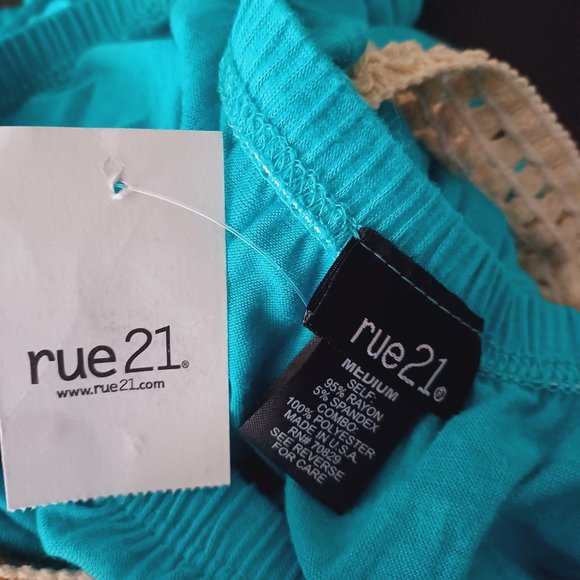 rue21®
www.rue21.com
rue21®
MEDIUM
SELF:
95% RAYON
5% SPANDEX
COMBO:
100% POLYESTER
MADE IN U.S.A.
RN# 70829
SEE REVERSE
FOR CARE